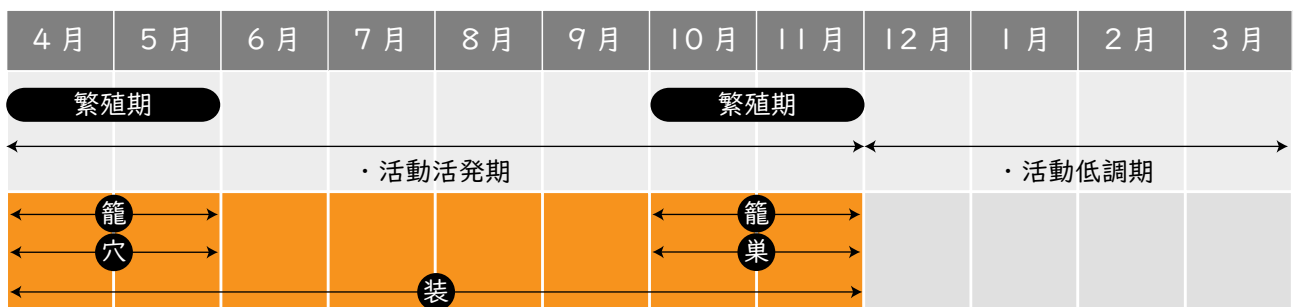 4月 5月 6月 7月 8月 9月 10月 11月 12月 1月 2月 3月
繁殖期 繁殖期
・活動活発期 ・活動低調期
籠 籠
穴 巣
装